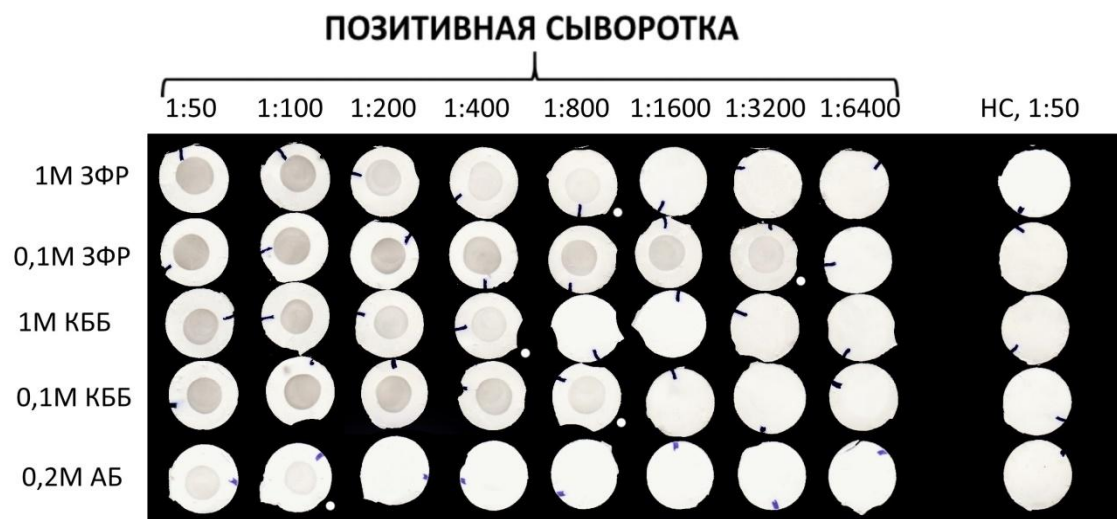 ПОЗИТИВНАЯ СЫВОРОТКА
1:50 1:100 1:200 1:400 1:800 1:1600 1:3200 1:6400 НС, 1:50
1М ЗФР
0,1М ЗФР
1М КББ
0,1М КББ
0,2М АБ